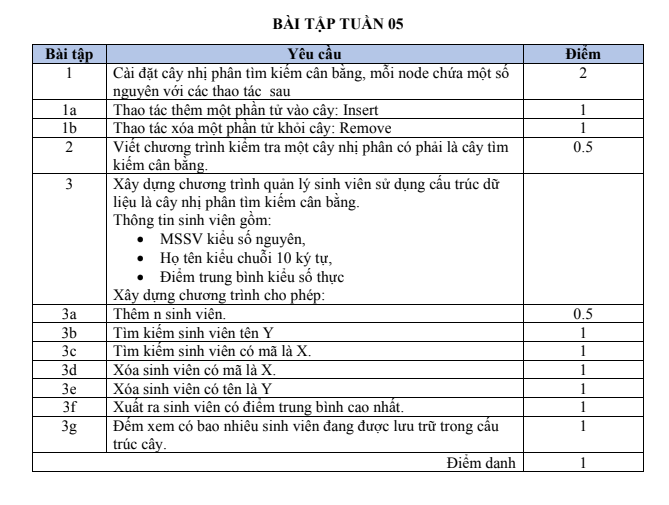 BÀI TẬP TUẦN 05
Bài tập Yêu cầu Điểm
1 Cài đặt cây nhị phân tìm kiếm cân bằng, mỗi node chứa một số 2
nguyên với các thao tác sau
1a Thao tác thêm một phần tử vào cây: Insert 1
1b Thao tác xóa một phần tử khỏi cây: Remove 1
2 Viết chương trình kiểm tra một cây nhị phân có phải là cây tìm 0.5
kiếm cân bằng.
3 Xây dựng chương trình quản lý sinh viên sử dụng cấu trúc dữ
liệu là cây nhị phân tìm kiếm cân bằng.
Thông tin sinh viên gồm:
• MSSV kiểu số nguyên,
• Họ tên kiểu chuỗi 10 ký tự,
• Điểm trung bình kiểu số thực
Xây dựng chương trình cho phép:
3a Thêm n sinh viên. 0.5
3b Tìm kiếm sinh viên tên Y 1
3c Tìm kiếm sinh viên có mã là X. 1
3d Xóa sinh viên có mã là X. 1
3e Xóa sinh viên có tên là Y 1
3f Xuất ra sinh viên có điểm trung bình cao nhất. 1
3g Đếm xem có bao nhiêu sinh viên đang được lưu trữ trong cấu 1
trúc cây.
Điểm danh 1